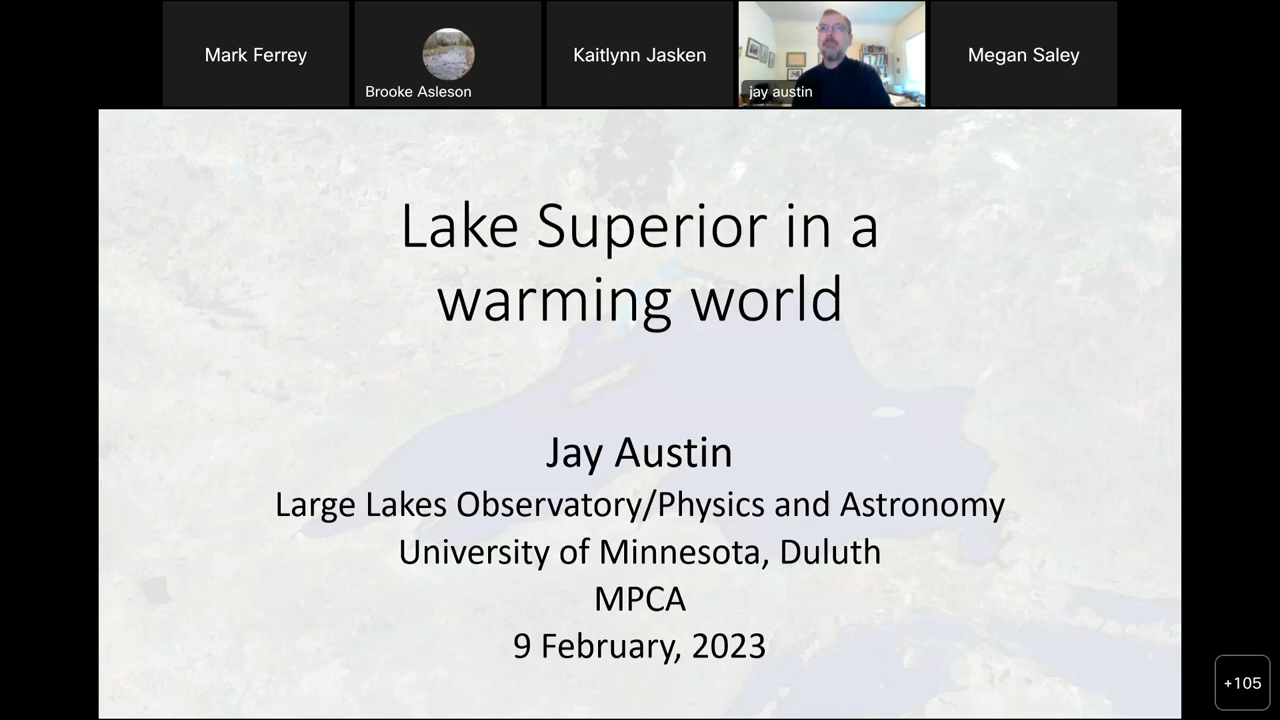 Mark Ferrey
Brooke Asleson
Kaitlynn Jasken
jay austin
Megan Saley
Lake Superior in a
warming world
Jay Austin
Large Lakes Observatory/Physics and Astronomy
University of Minnesota, Duluth
MPCA
9 February, 2023
+105